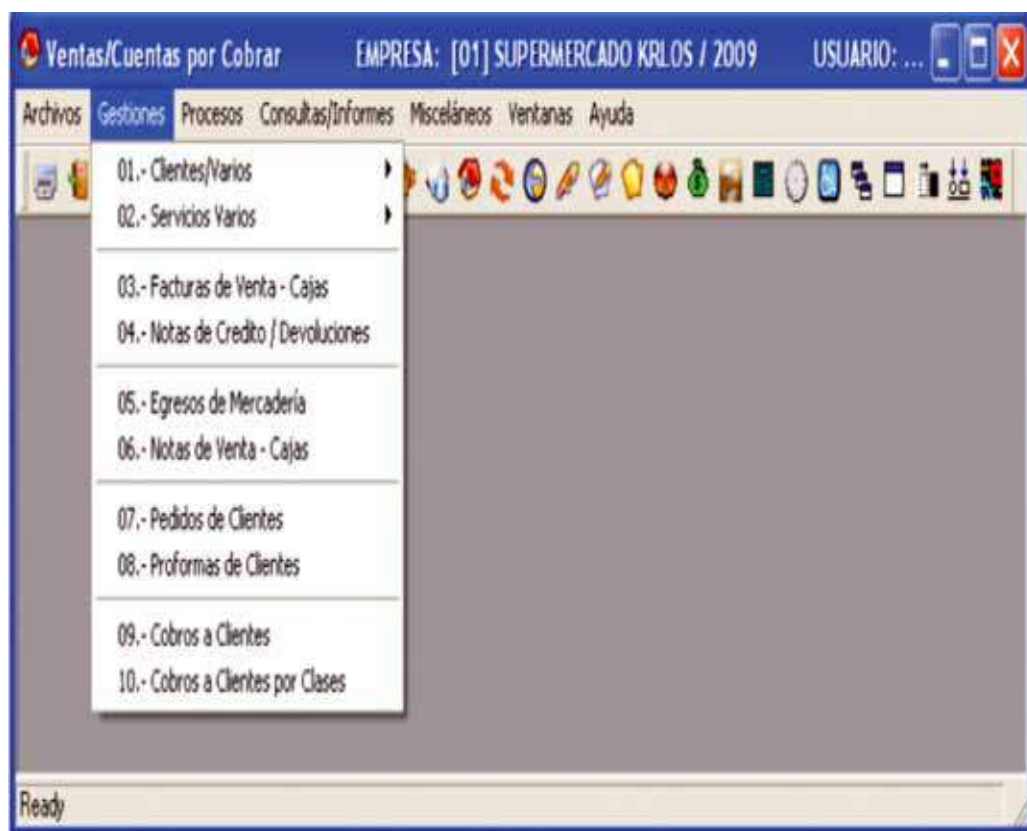 Ventas/Cuentas por Cobrar EMPRESA: [01] SUPERMERCADO KRLOS / 2009 USUARIO: ...
Archivos Gestiones Procesos Consultas/Informes Misceláneos Ventanas Ayuda
01.- Clientes/Varios
02.- Servicios Varios
03.- Facturas de Venta - Cajas
04.- Notas de Credito / Devoluciones
05.- Egresos de Mercadería
06.- Notas de Venta - Cajas
07.- Pedidos de Clientes
08.- Proformas de Clientes
09.- Cobros a Clientes
10.- Cobros a Clientes por Clases
Ready